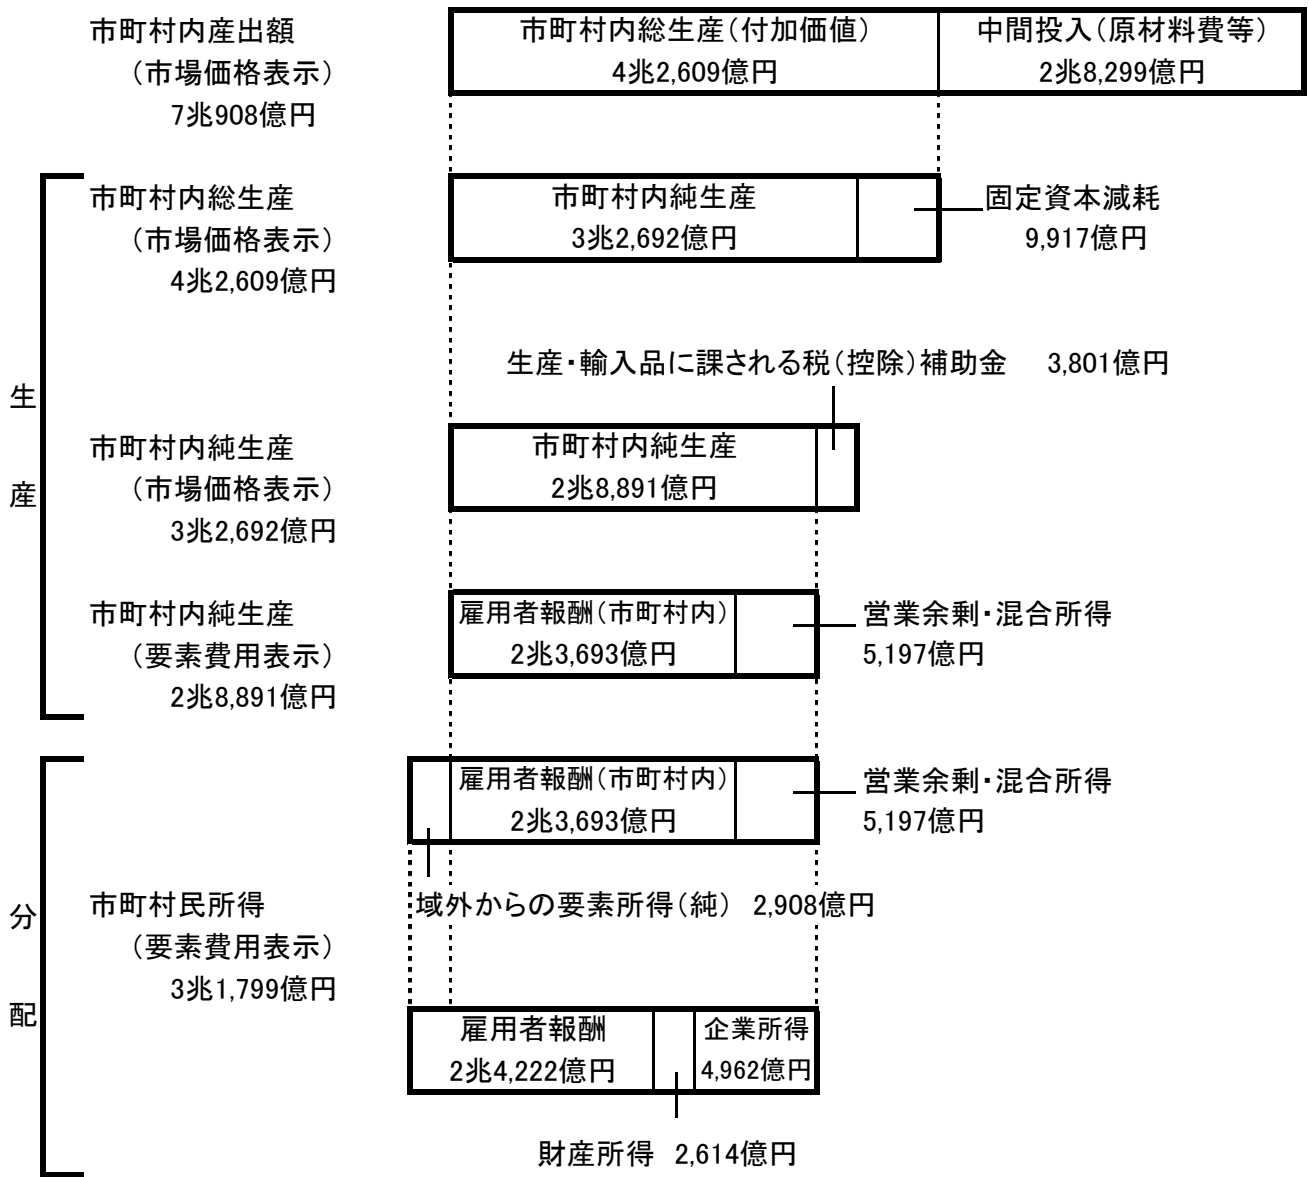 市町村内産出額
（市場価格表示）
7兆908億円
市町村内総生産（付加価値）
4兆2,609億円
中間投入（原材料費等）
2兆8,299億円
生
産
市町村内総生産
（市場価格表示）
4兆2,609億円
市町村内純生産
3兆2,692億円
固定資本減耗
9,917億円
生産・輸入品に課される税（控除）補助金 3,801億円
市町村内純生産
（市場価格表示）
3兆2,692億円
市町村内純生産
2兆8,891億円
市町村内純生産
（要素費用表示）
2兆8,891億円
雇用者報酬（市町村内）
2兆3,693億円
営業余剰・混合所得
5,197億円
分
配
雇用者報酬（市町村内）
2兆3,693億円
営業余剰・混合所得
5,197億円
市町村民所得
（要素費用表示）
3兆1,799億円
域外からの要素所得（純） 2,908億円
雇用者報酬
2兆4,222億円
企業所得
4,962億円
財産所得 2,614億円